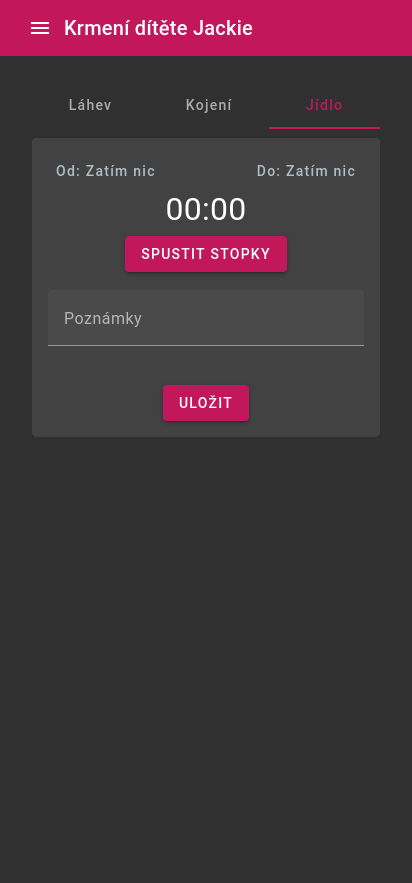 Krmení dítěte Jackie
Láhev Kojení Jídlo
Od: Zatím nic Do: Zatím nic
00:00
SPUSTIT STOPKY
Poznámky
ULOŽIT